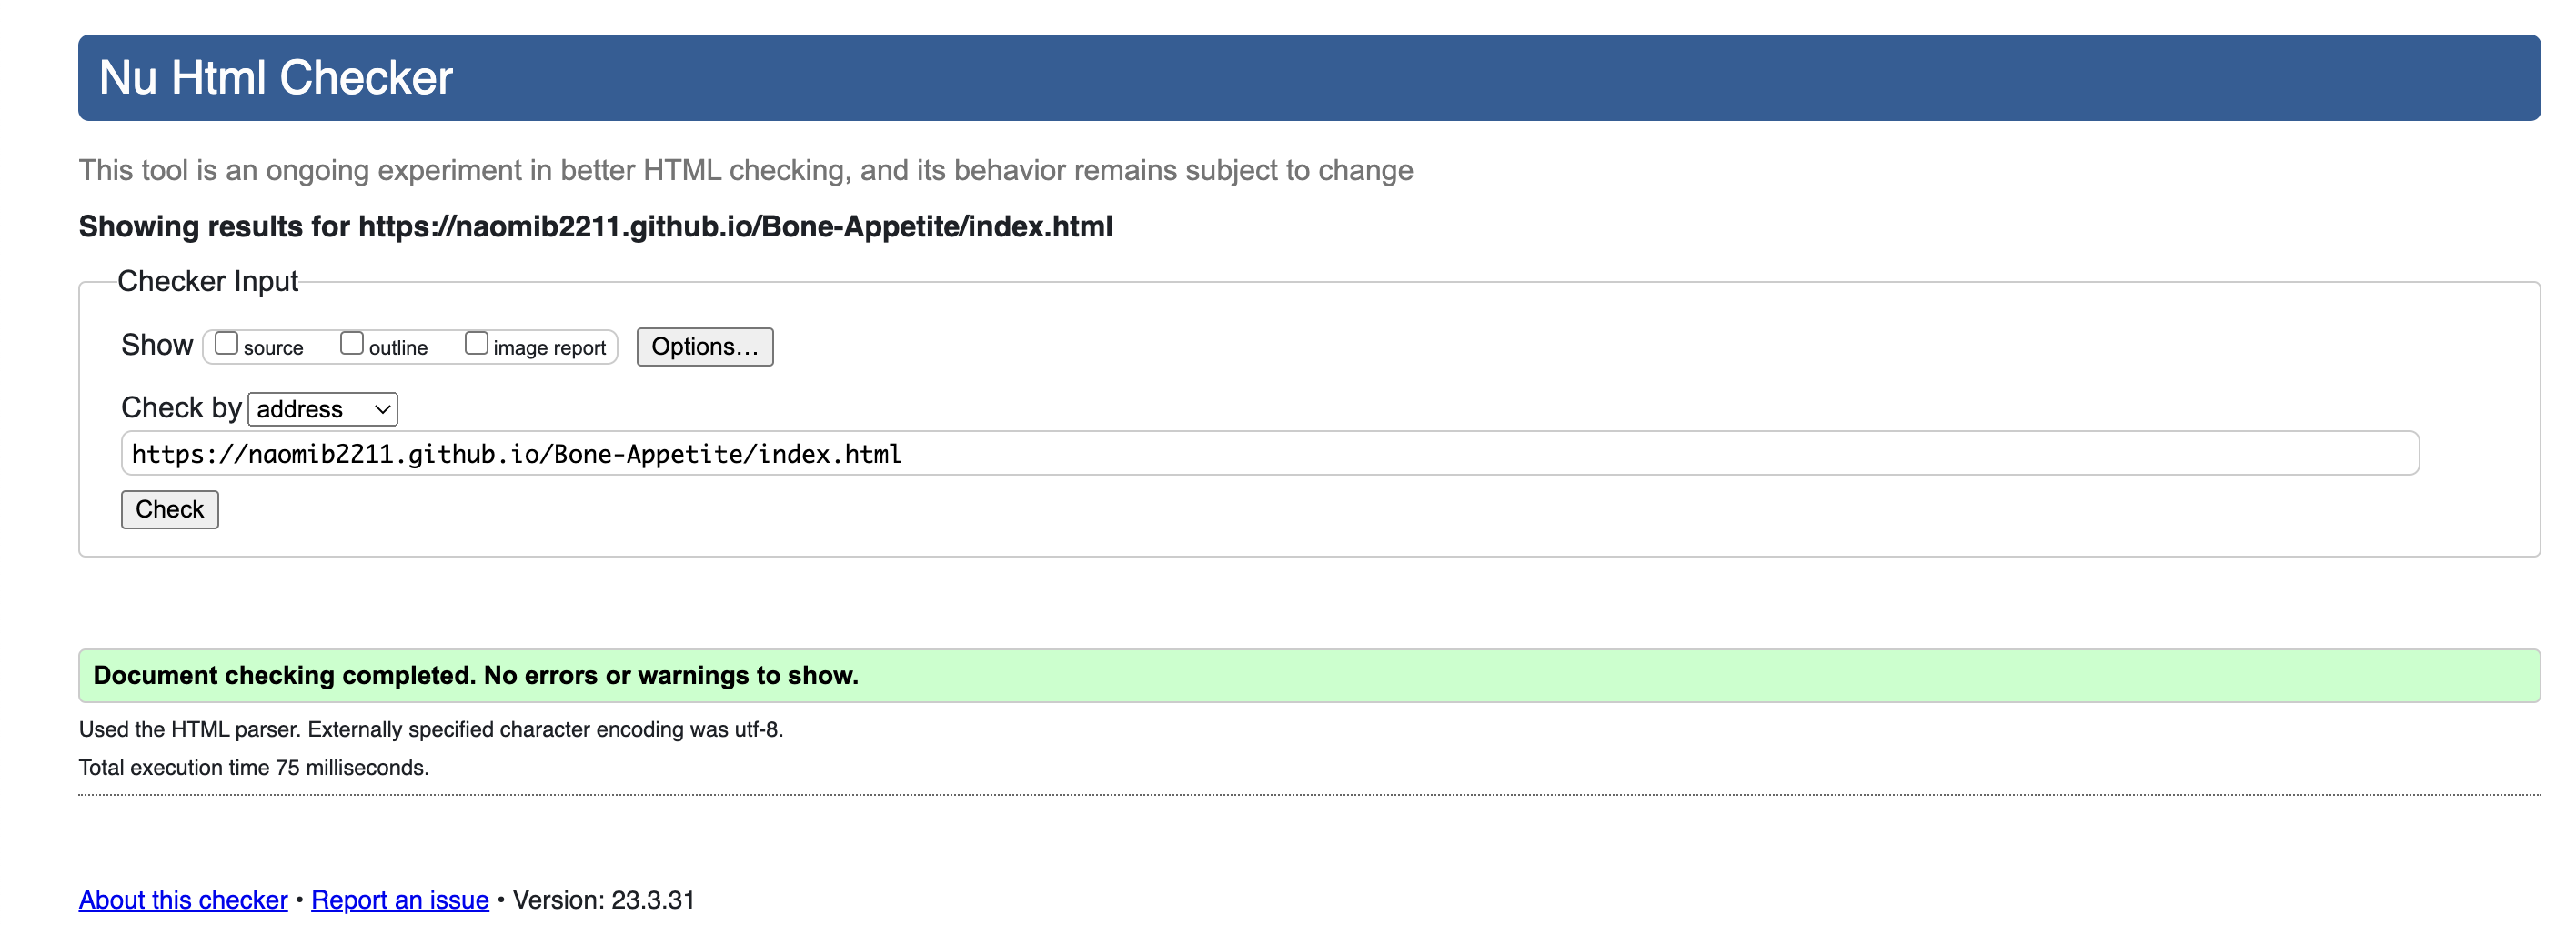 Nu Html Checker
This tool is an ongoing experiment in better HTML checking, and its behavior remains subject to change
Showing results for https://naomib2211.github.io/Bone-Appetite/index.html
Checker Input
Show source outline image report Options...
Check by address
https://naomib2211.github.io/Bone-Appetite/index.html
Check
Document checking completed. No errors or warnings to show.
Used the HTML parser. Externally specified character encoding was utf-8.
Total execution time 75 milliseconds.
About this checker • Report an issue • Version: 23.3.31